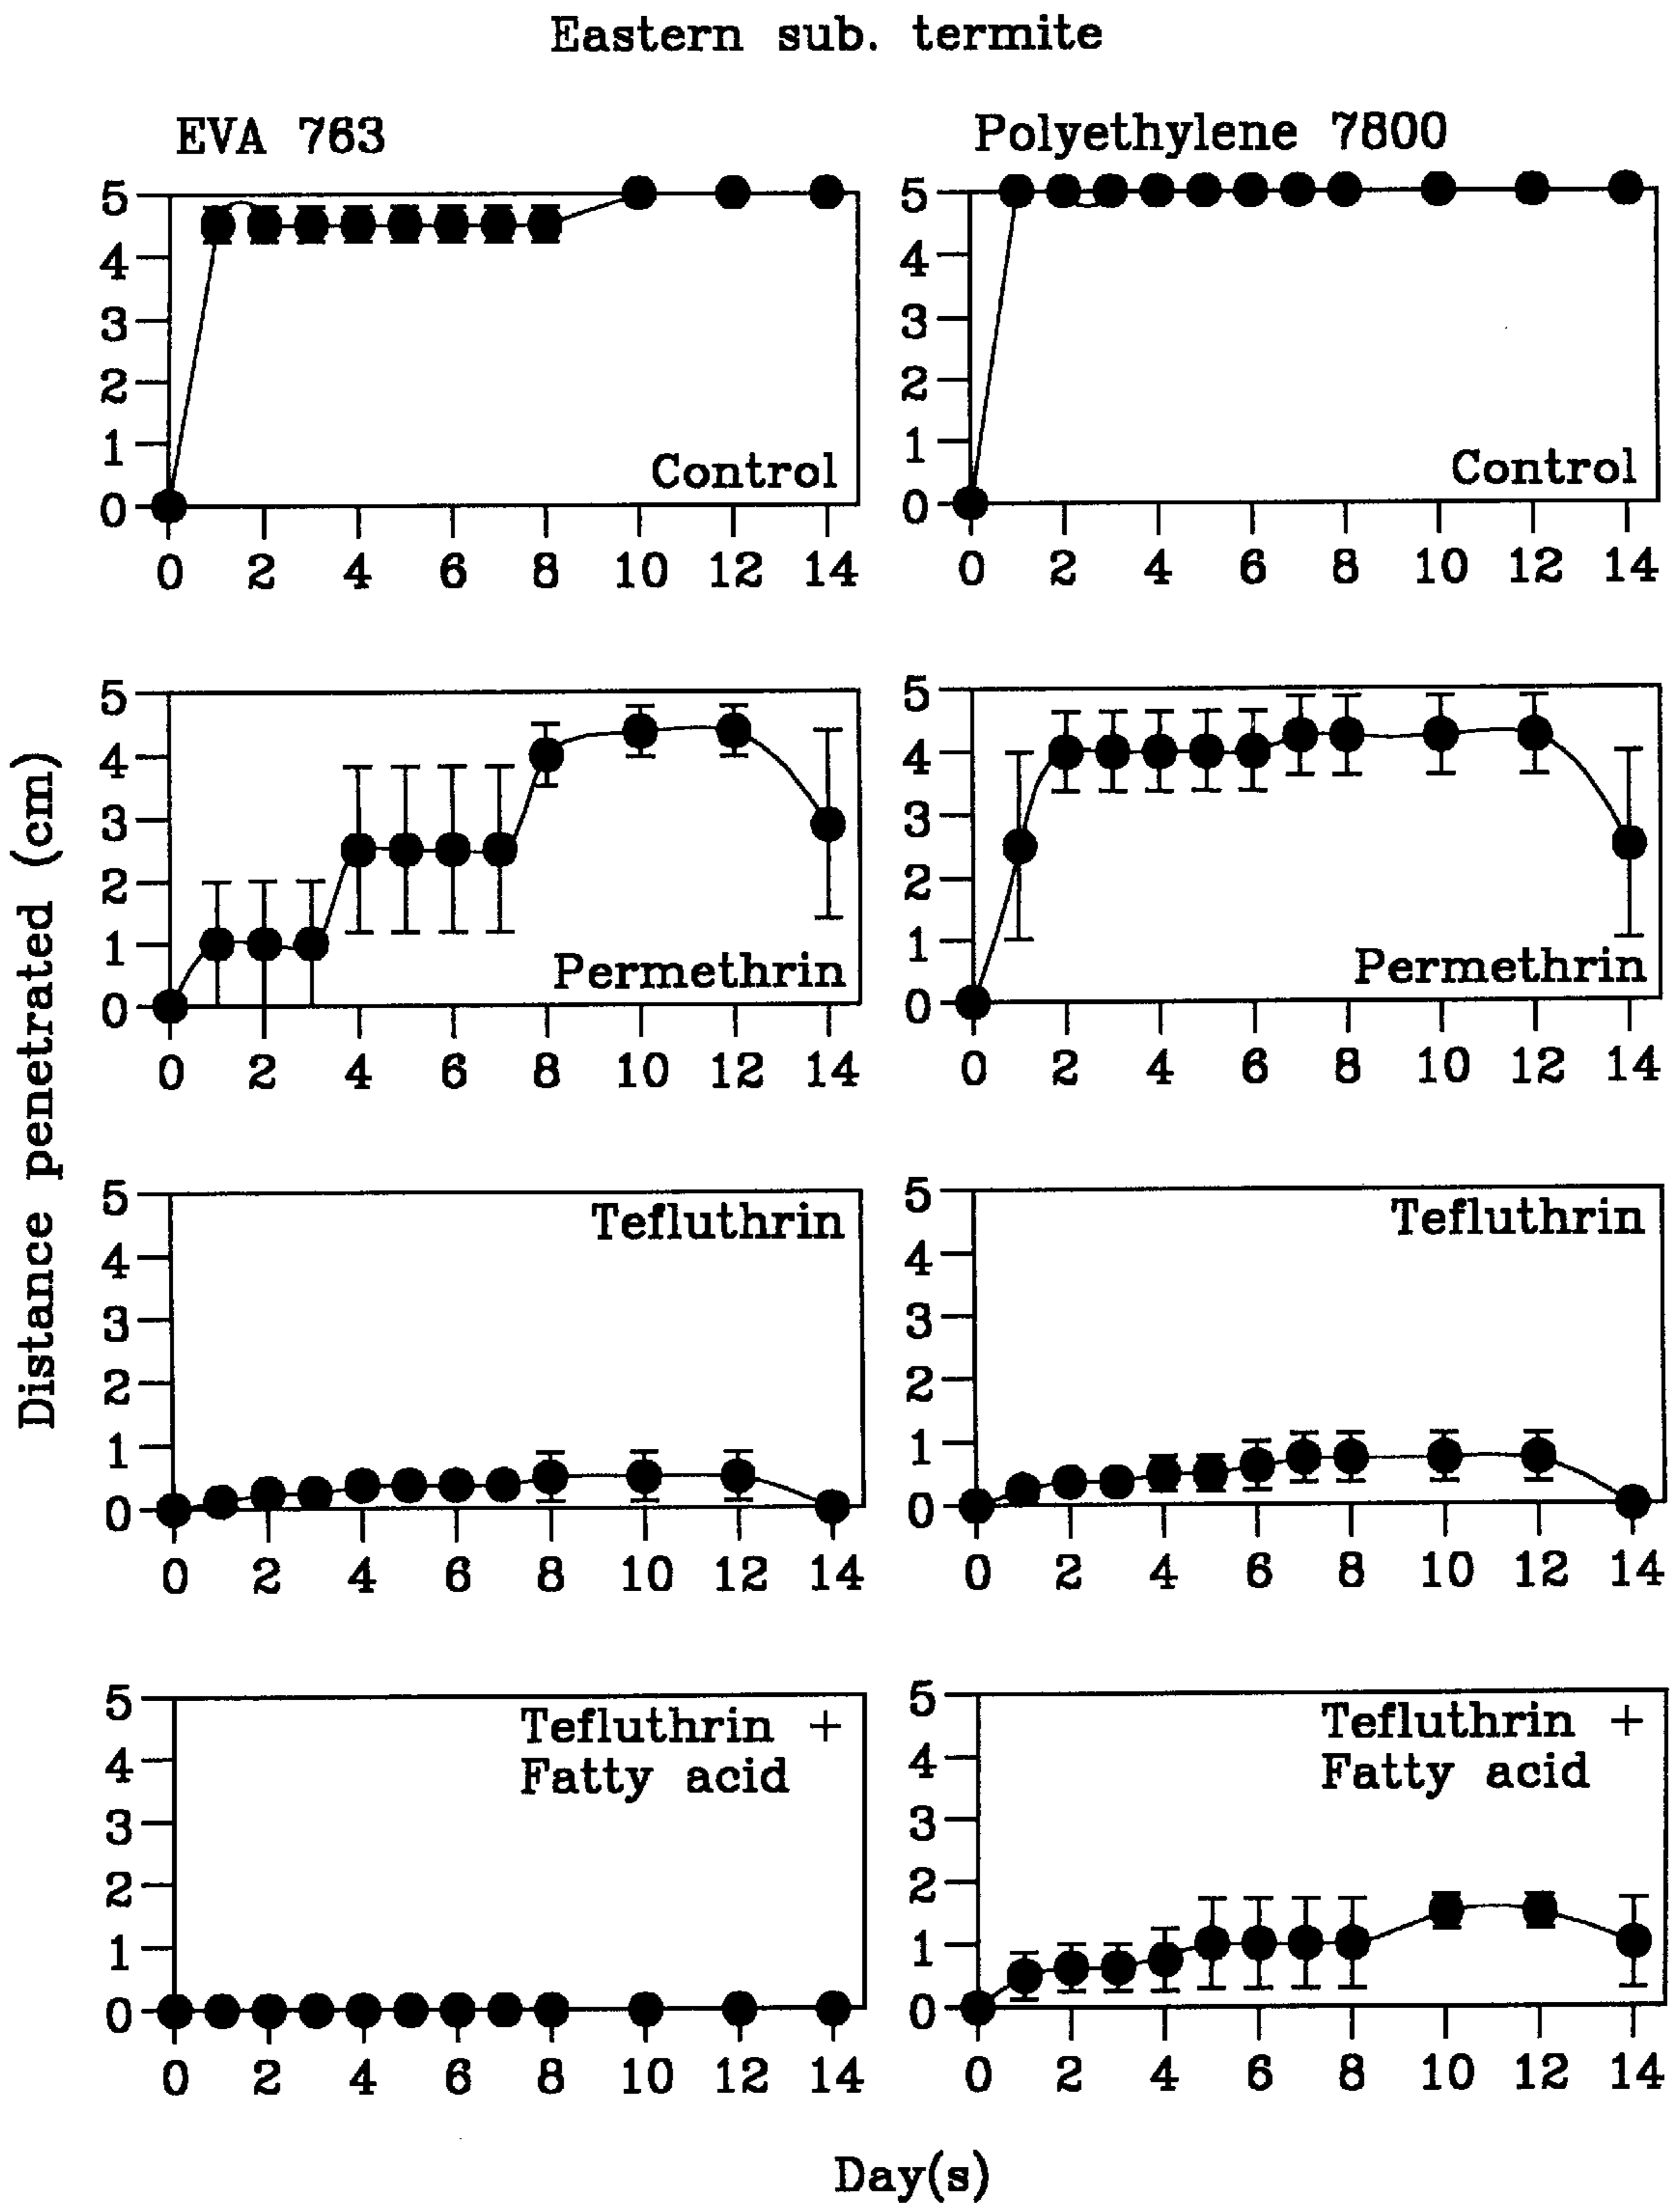 Eastern sub. termite
EVA 763
Polyethylene 7800
5
4
3
2
1
0
Control
0 2 4 6 8 10 12 14
5
4
3
2
1
0
Control
0 2 4 6 8 10 12 14
Distance penetrated (cm)
5
4
3
2
1
0
Permethrin
0 2 4 6 8 10 12 14
5
4
3
2
1
0
Permethrin
0 2 4 6 8 10 12 14
5
4
3
2
1
0
Tefluthrin
0 2 4 6 8 10 12 14
5
4
3
2
1
0
Tefluthrin
0 2 4 6 8 10 12 14
5
4
3
2
1
0
Tefluthrin +
Fatty acid
0 2 4 6 8 10 12 14
5
4
3
2
1
0
Tefluthrin +
Fatty acid
0 2 4 6 8 10 12 14
Day(s)